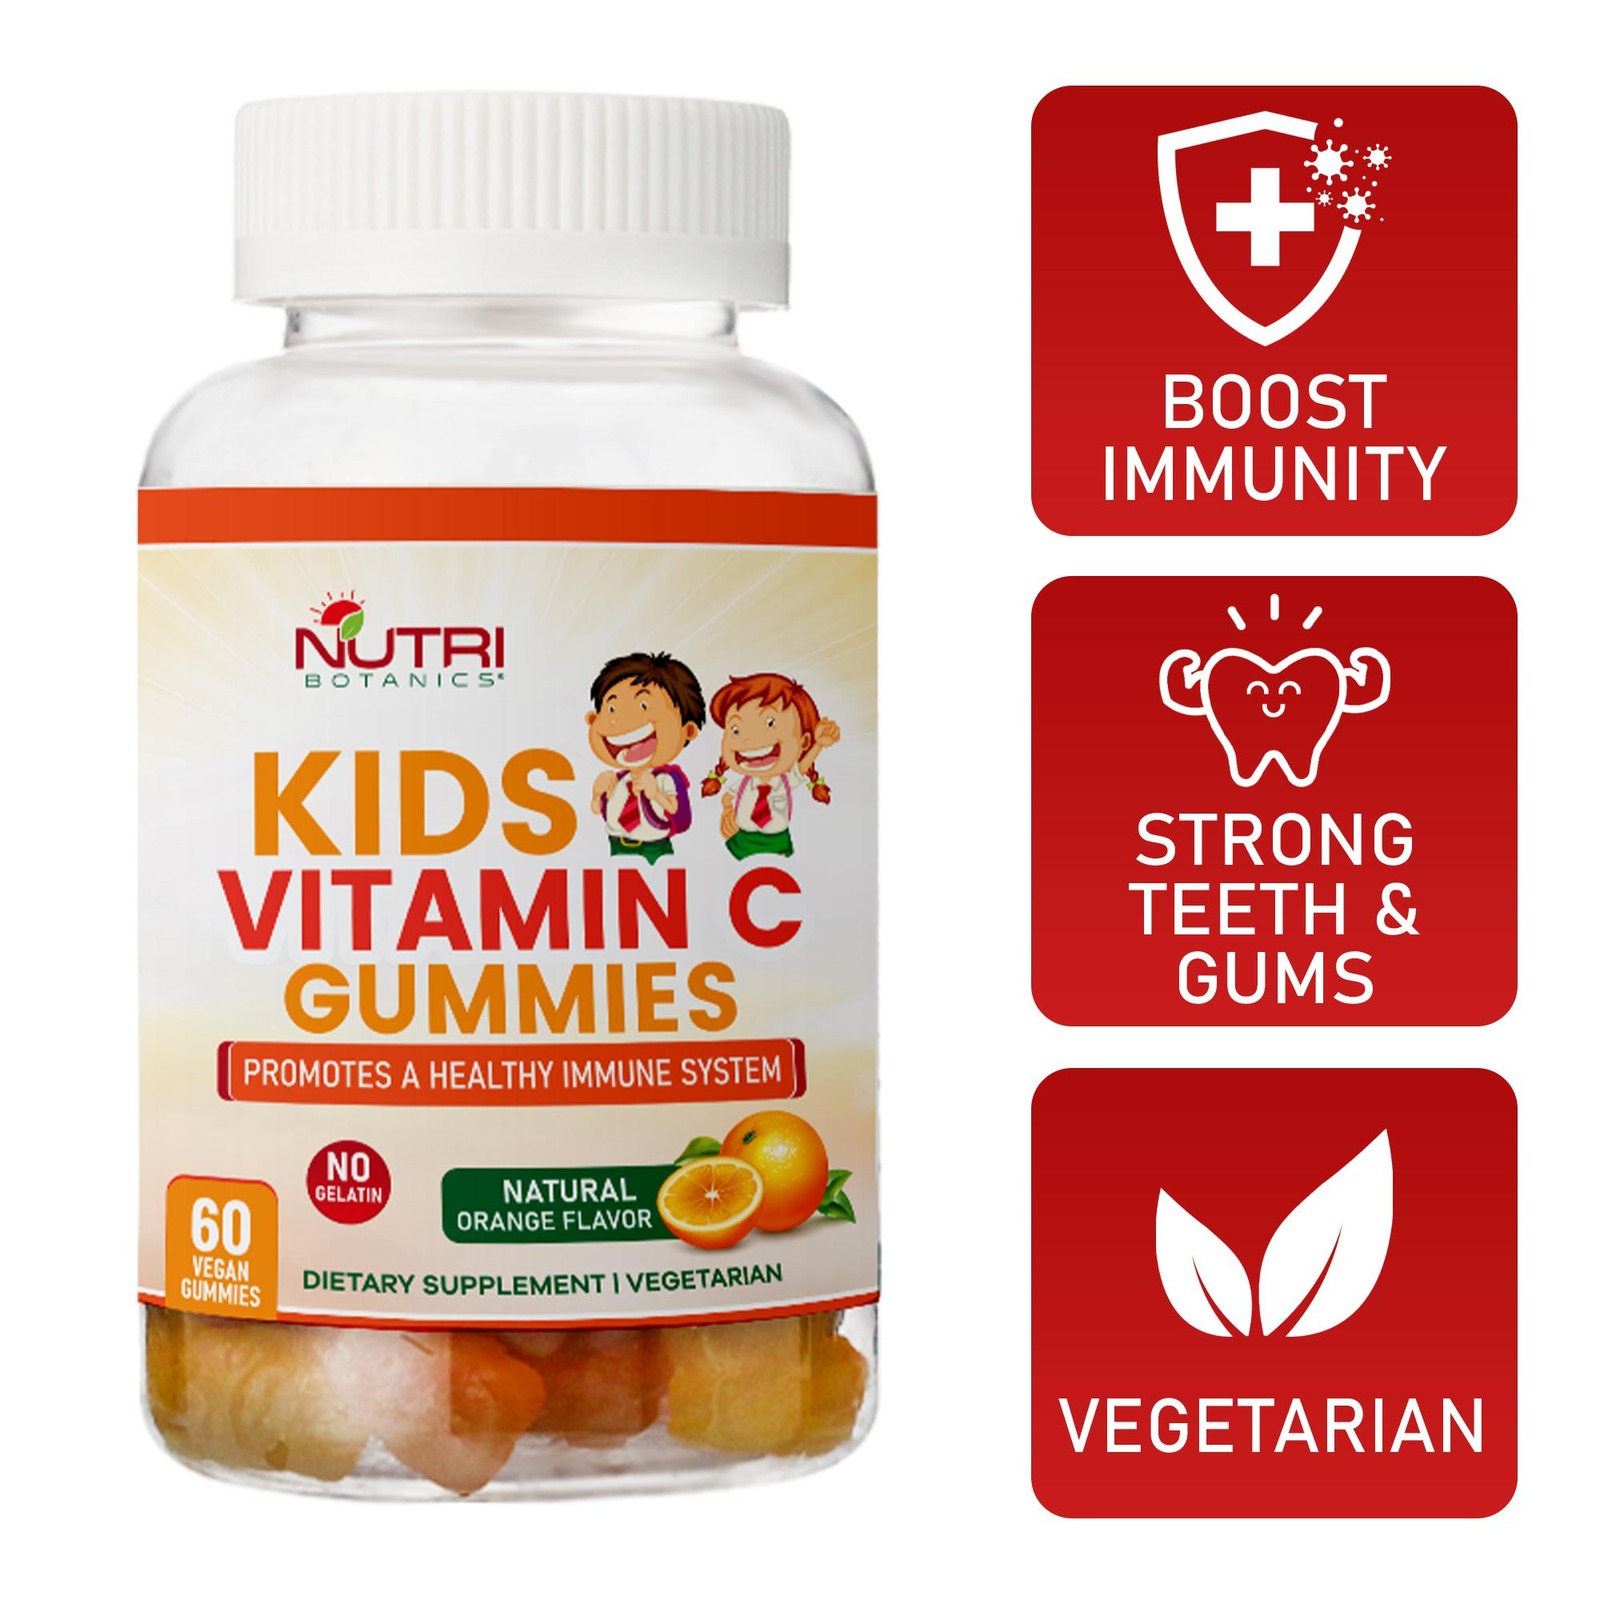 NUTRI
BOTANICS®
KIDS
VITAMIN C
GUMMIES
PROMOTES A HEALTHY IMMUNE SYSTEM
NO
GELATIN
NATURAL
ORANGE FLAVOR
60
VEGAN
GUMMIES
DIETARY SUPPLEMENT | VEGETARIAN
BOOST
IMMUNITY
STRONG
TEETH &
GUMS
VEGETARIAN